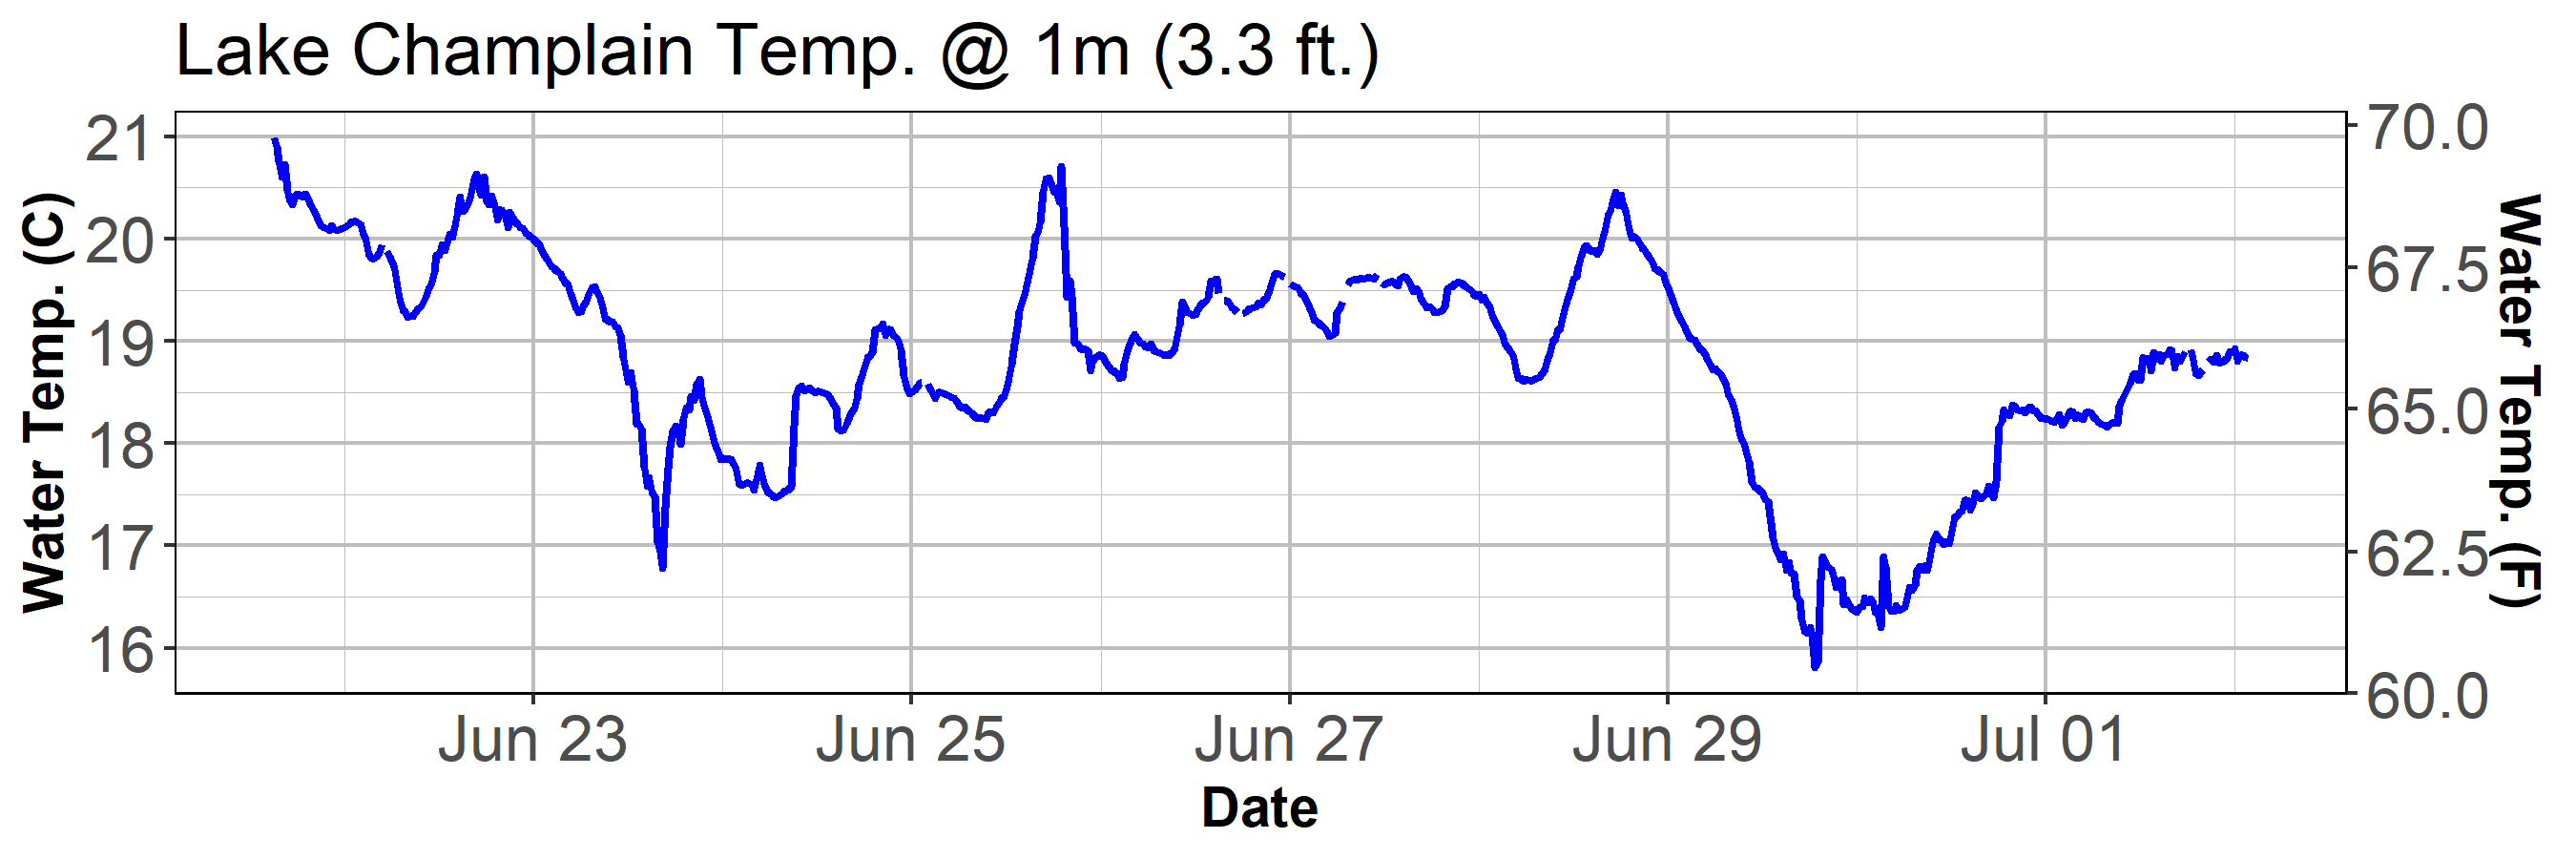 Lake Champlain Temp. @ 1m (3.3 ft.)
Water Temp. (C)
21
20
19
18
17
16
70.0
67.5
65.0
62.5
60.0
Water Temp. (F)
Jun 23 Jun 25 Jun 27 Jun 29 Jul 01
Date